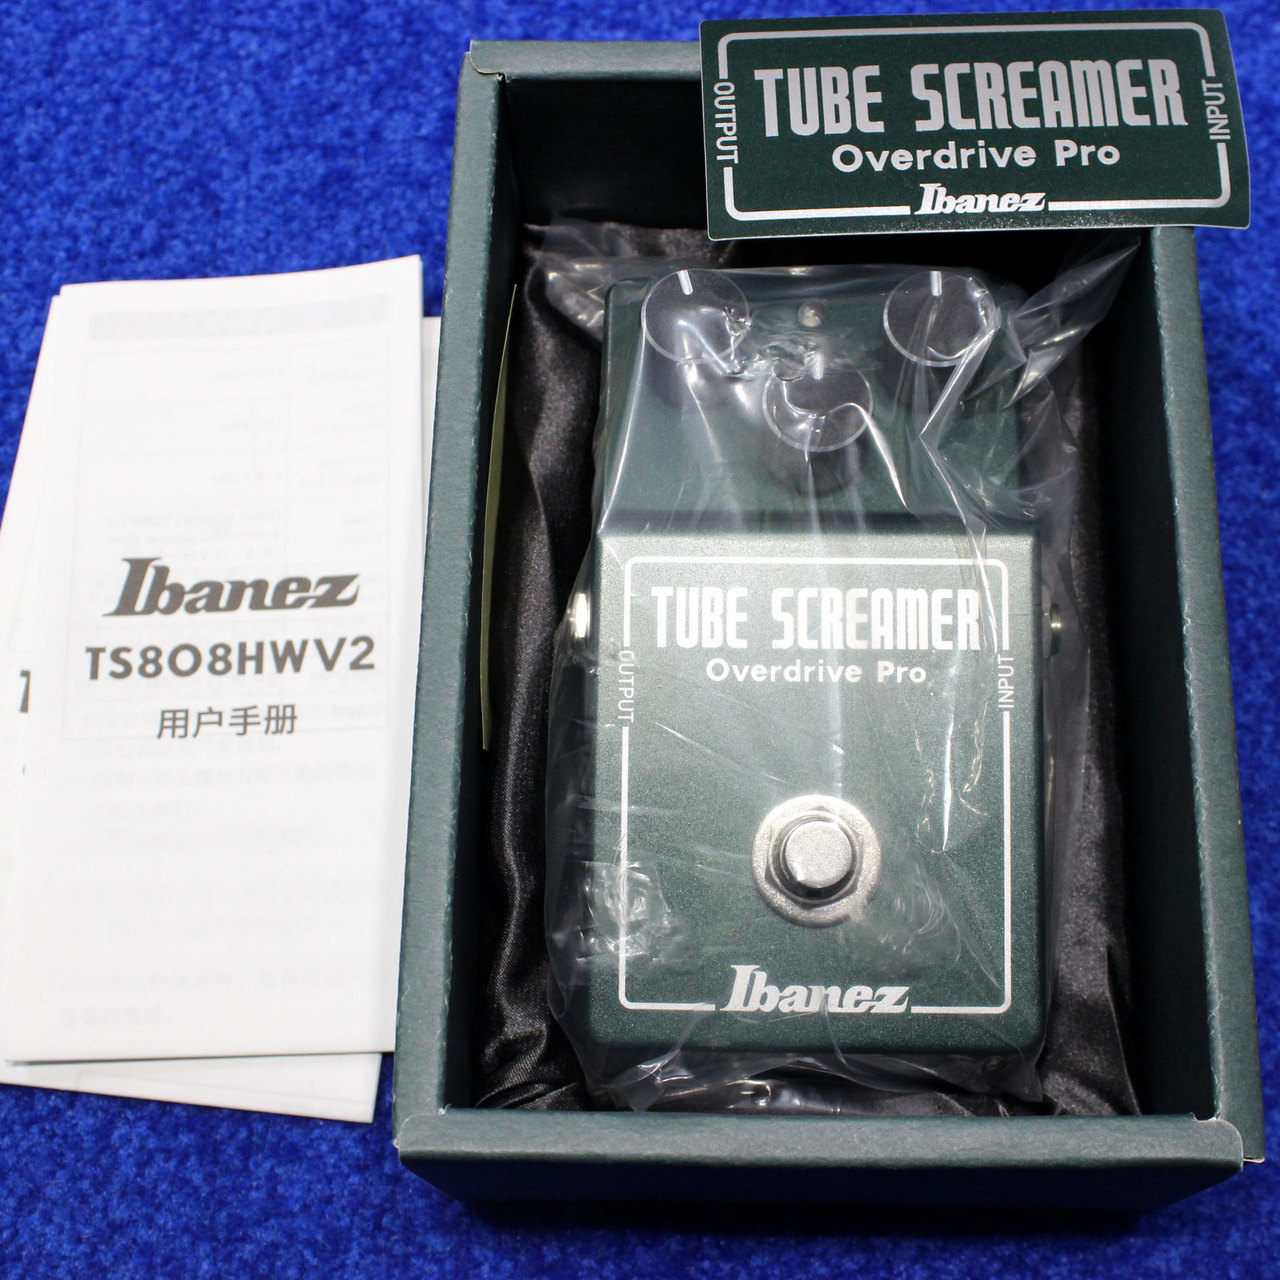 TUBE SCREAMER
Overdrive Pro
OUTPUT
INPUT
Ibanez
Ibanez
TS808HWV2
用户手册
TUBE SCREAMER
Overdrive Pro
OUTPUT
INPUT
Ibanez